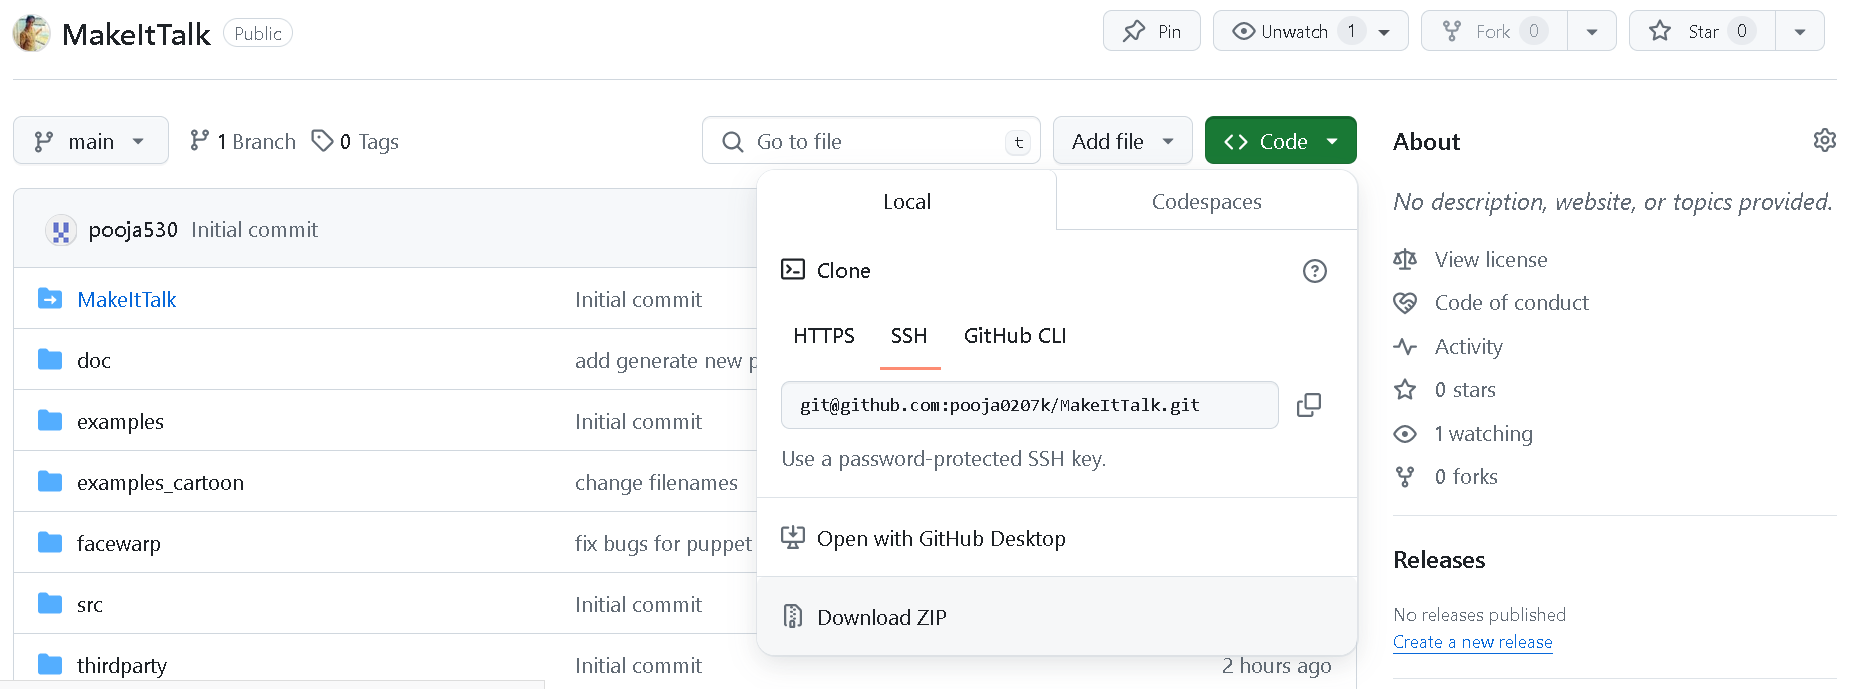 MakeItTalk Public Pin Unwatch 1 Fork 0 Star 0
main 1 Branch 0 Tags Go to file t Add file Code
pooja530 Initial commit
MakeItTalk Initial commit
doc add generate new
examples Initial commit
examples_cartoon change filenames
facewarp fix bugs for puppet
src Initial commit
thirdparty Initial commit 2 hours ago
Local Codespaces
Clone
HTTPS SSH GitHub CLI
git@github.com:pooja0207k/MakeItTalk.git
Use a password-protected SSH key.
Open with GitHub Desktop
Download ZIP
About
No description, website, or topics provided.
View license
Code of conduct
Activity
0 stars
1 watching
0 forks
Releases
No releases published
Create a new release